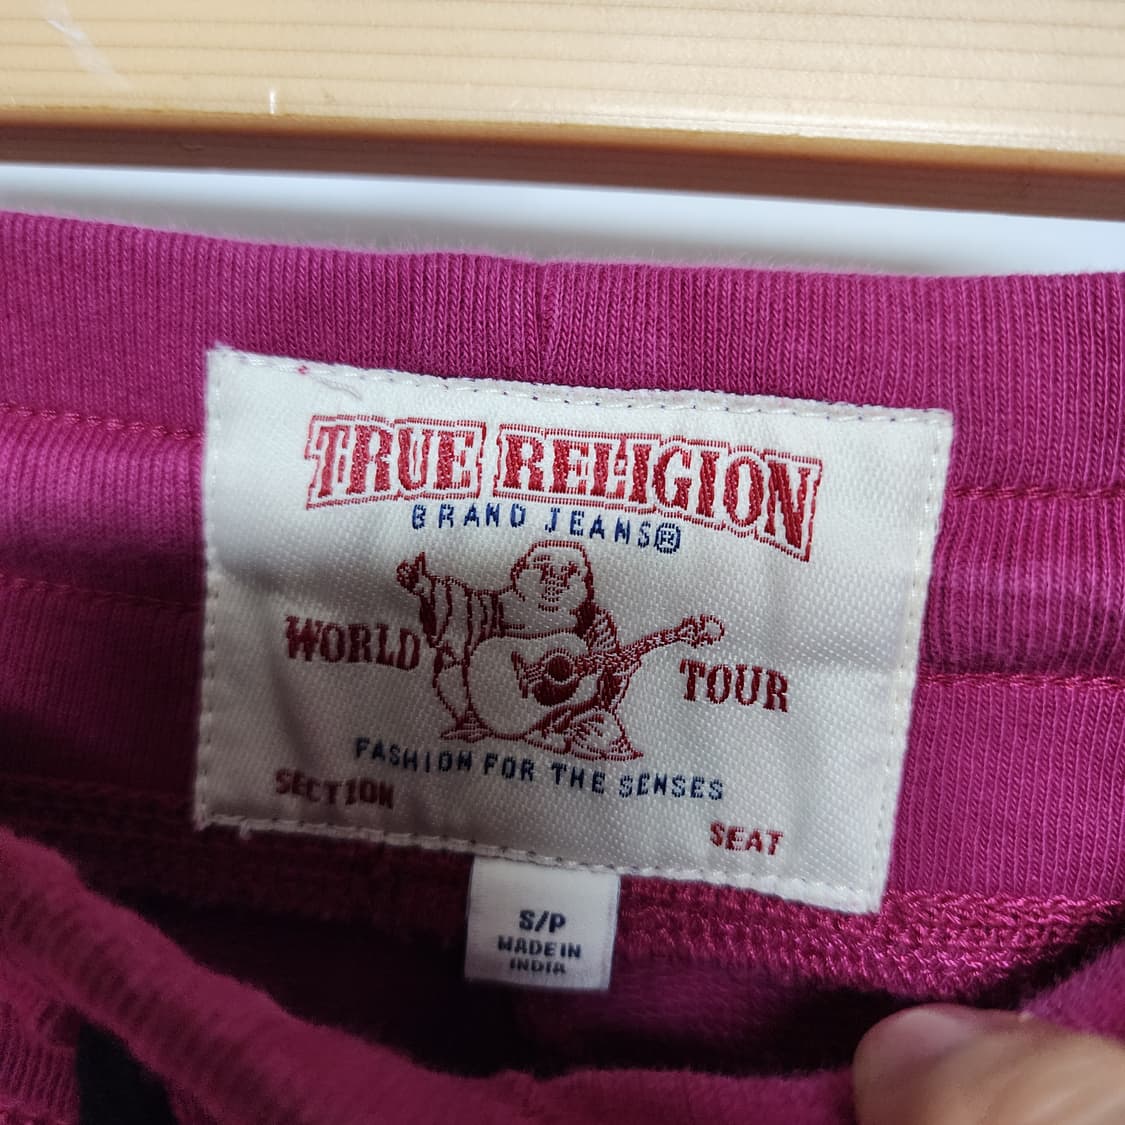 TRUE RELIGION
BRAND JEANS®
WORLD TOUR
FASHION FOR THE SENSES
SECTION
SEAT
S/P
MADE IN
INDIA